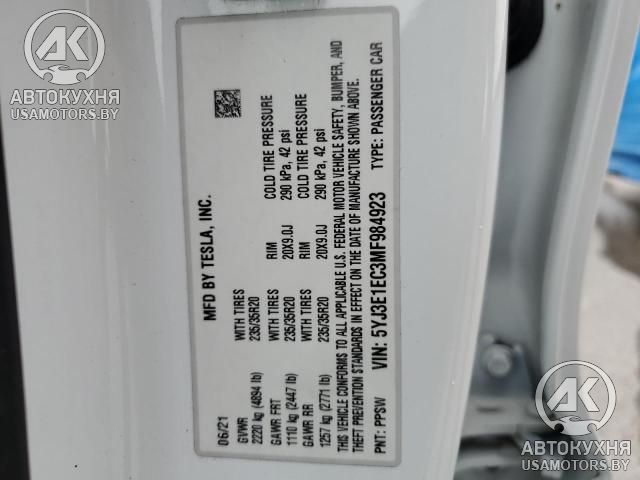 MFD BY TESLA, INC.
06/21
GVWR
2220 kg (4894 lb)
GAWR FRT
1110 kg (2447 lb)
GAWR RR
1257 kg (2771 lb)
WITH TIRES
235/35R20
WITH TIRES
235/35R20
WITH TIRES
235/35R20
RIM
20X9.0J
RIM
20X9.0J
COLD TIRE PRESSURE
290 kPa, 42 psi
COLD TIRE PRESSURE
290 kPa, 42 psi
THIS VEHICLE CONFORMS TO ALL APPLICABLE U.S. FEDERAL MOTOR VEHICLE SAFETY, BUMPER, AND
THEFT PREVENTION STANDARDS IN EFFECT ON THE DATE OF MANUFACTURE SHOWN ABOVE.
PNT: PPSW
VIN: 5YJ3E1EC3MF984923
TYPE: PASSENGER CAR
АК
АВТОКУХНЯ
USAMOTORS.BY
АК
АВТОКУХНЯ
USAMOTORS.BY